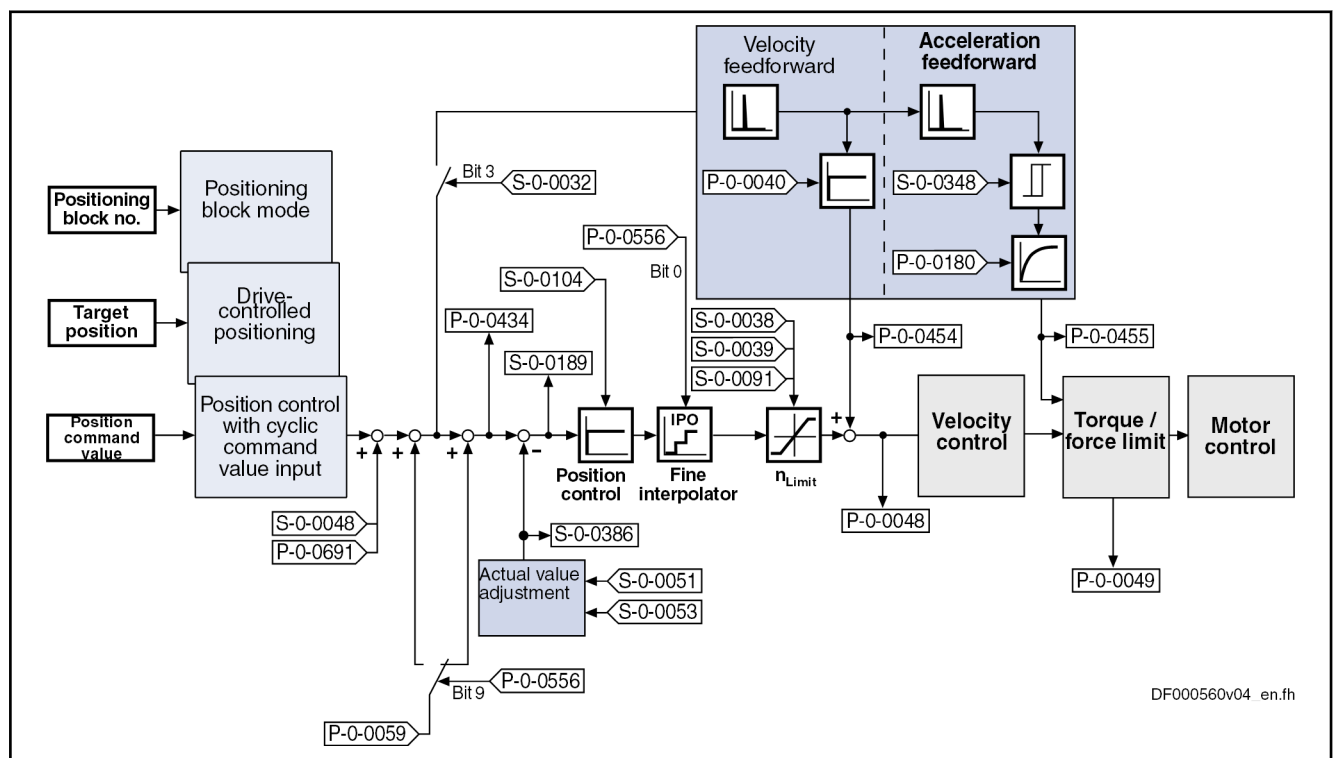 Velocity
feedforward
Acceleration
feedforward
P-0-0040
S-0-0348
P-0-0180
Bit 3
S-0-0032
Positioning
block no.
Positioning
block mode
P-0-0556
Bit 0
S-0-0104
Target
position
Drive-
controlled
positioning
P-0-0434
S-0-0189
S-0-0038
S-0-0039
S-0-0091
P-0-0454
P-0-0455
Position
command
value
Position control
with cyclic
command
value input
+
+
+
−
Position
control
IPO
Fine
interpolator
nLimit
+
Velocity
control
Torque /
force limit
Motor
control
S-0-0048
P-0-0691
S-0-0386
P-0-0048
P-0-0049
Actual value
adjustment
S-0-0051
S-0-0053
Bit 9
P-0-0556
P-0-0059
DF000560v04_en.fh